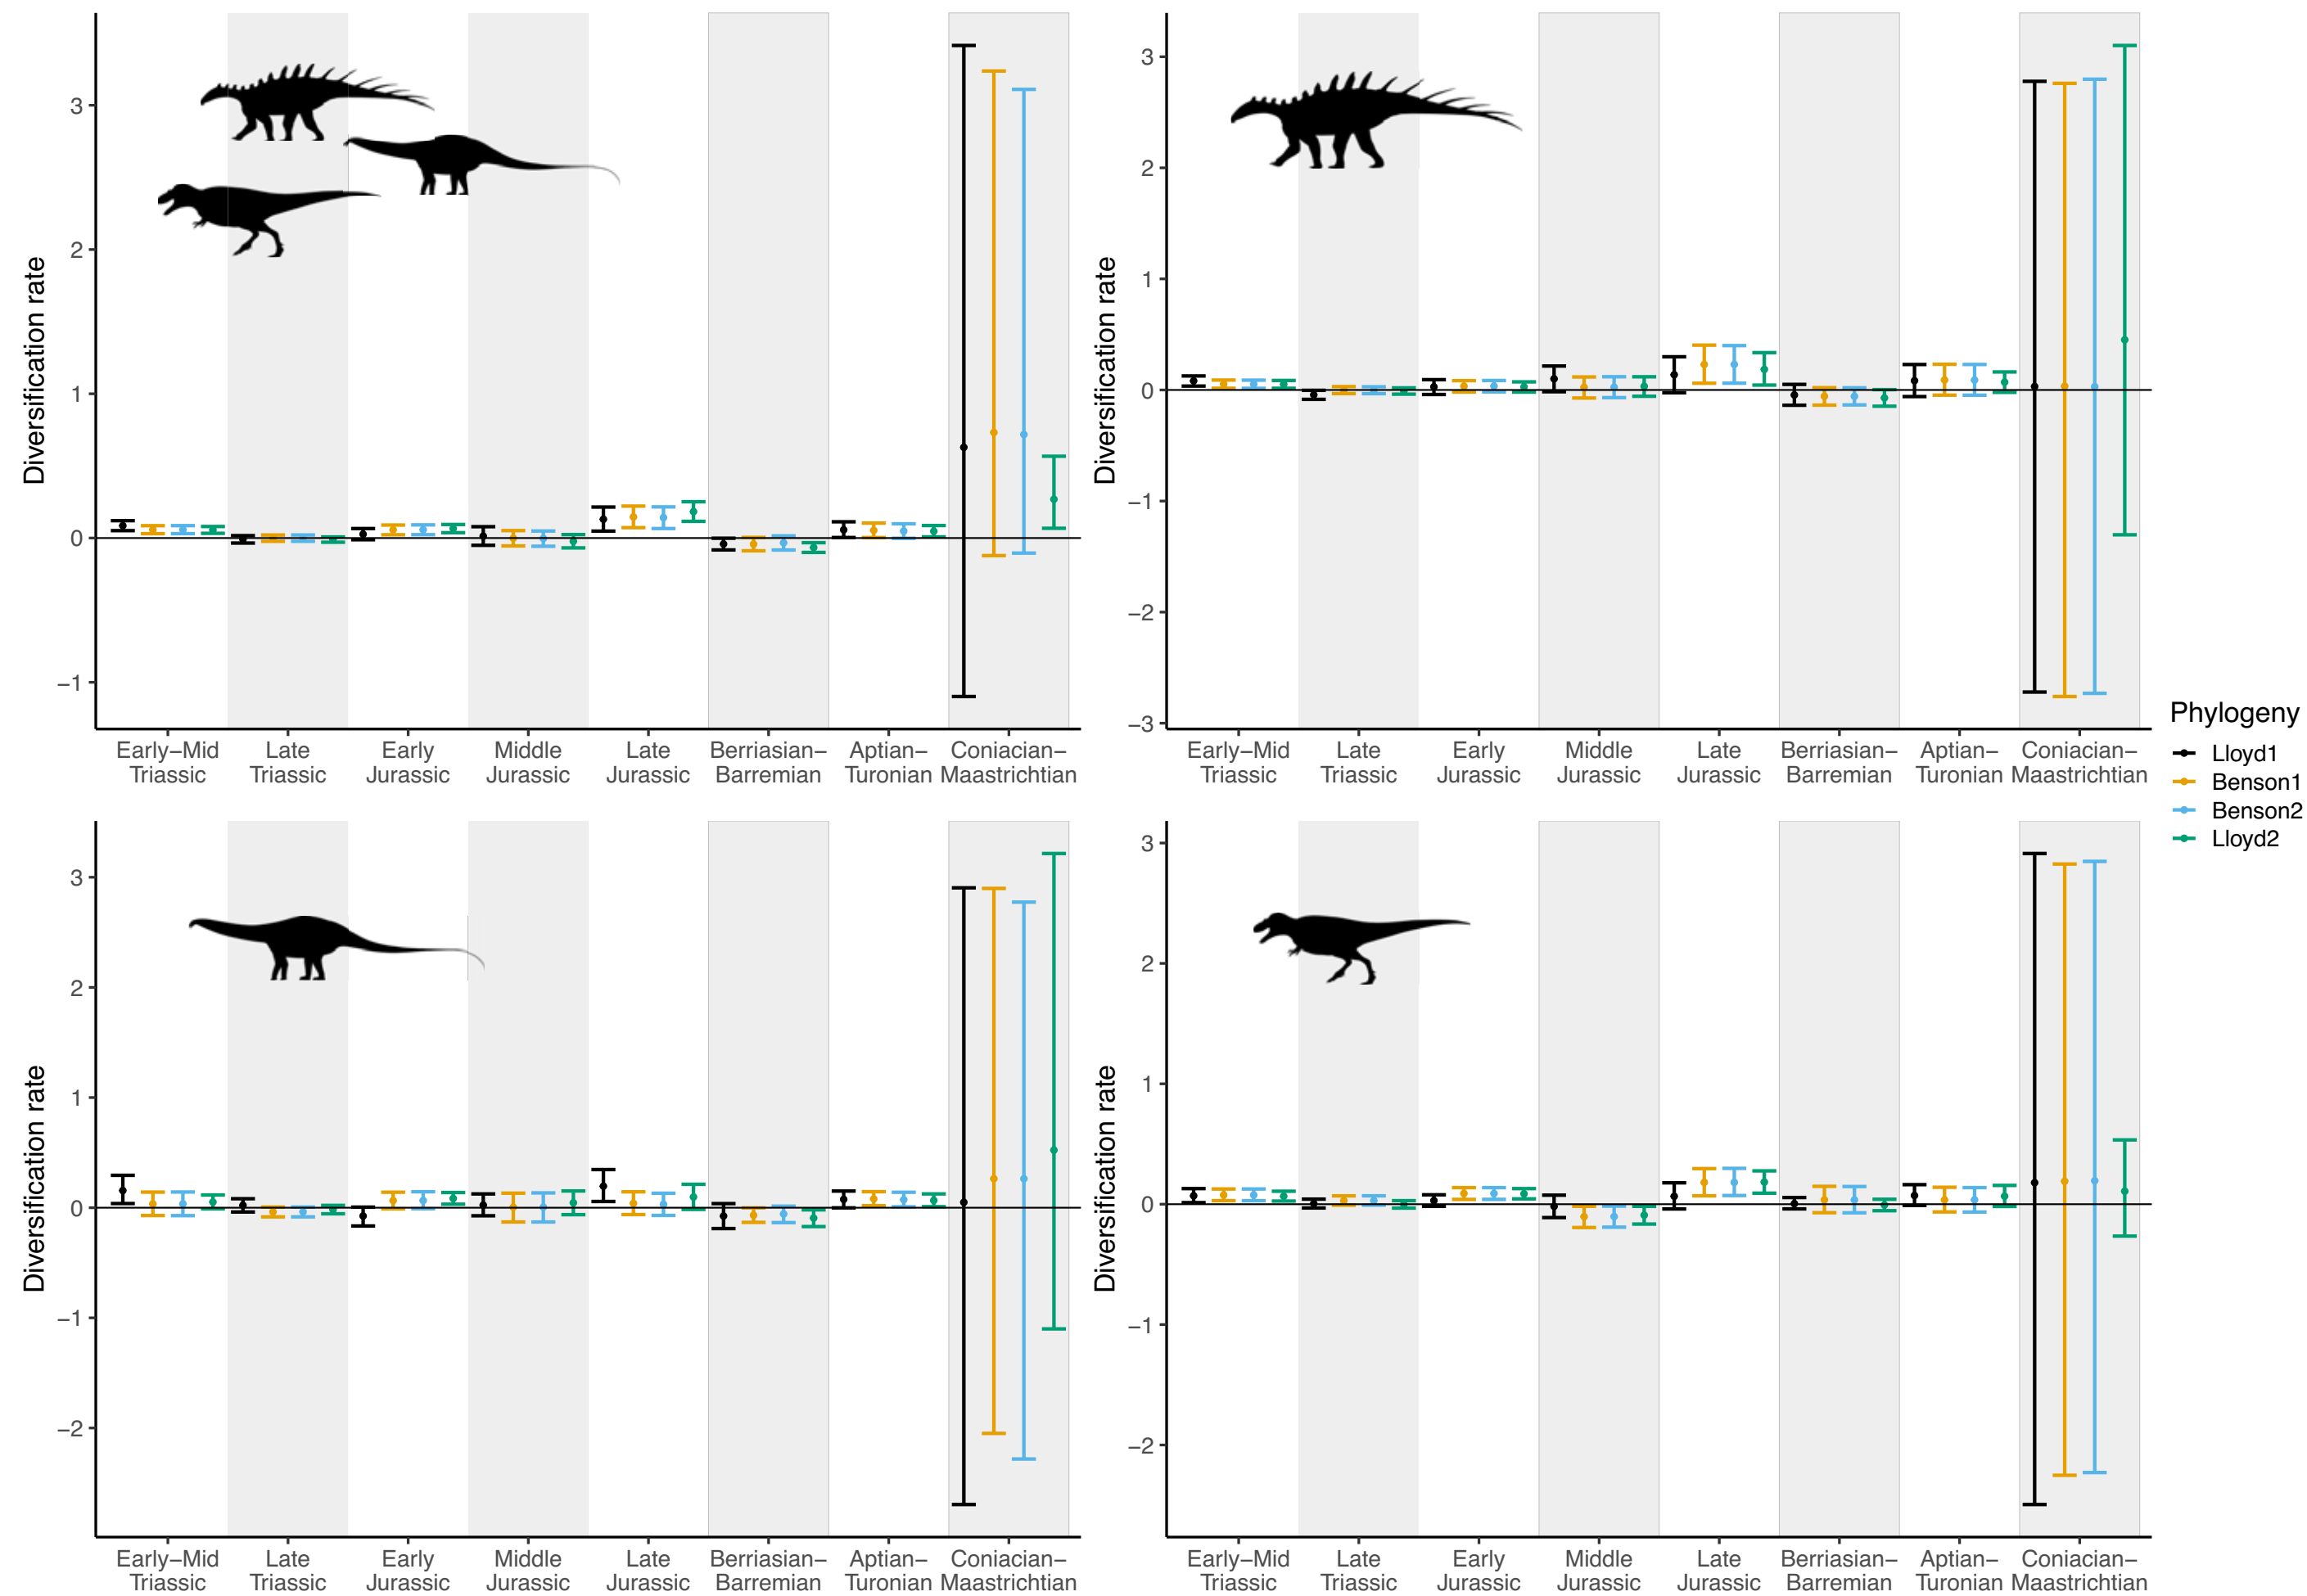 Diversification rate
3
2
1
0
−1
Early−Mid
Triassic
Late
Triassic
Early
Jurassic
Middle
Jurassic
Late
Jurassic
Berriasian−
Barremian
Aptian−
Turonian
Coniacian−
Maastrichtian
Diversification rate
3
2
1
0
−1
−2
−3
Early−Mid
Triassic
Late
Triassic
Early
Jurassic
Middle
Jurassic
Late
Jurassic
Berriasian−
Barremian
Aptian−
Turonian
Coniacian−
Maastrichtian
Phylogeny
Lloyd1
Benson1
Benson2
Lloyd2
Diversification rate
3
2
1
0
−1
−2
Early−Mid
Triassic
Late
Triassic
Early
Jurassic
Middle
Jurassic
Late
Jurassic
Berriasian−
Barremian
Aptian−
Turonian
Coniacian−
Maastrichtian
Diversification rate
3
2
1
0
−1
−2
Early−Mid
Triassic
Late
Triassic
Early
Jurassic
Middle
Jurassic
Late
Jurassic
Berriasian−
Barremian
Aptian−
Turonian
Coniacian−
Maastrichtian